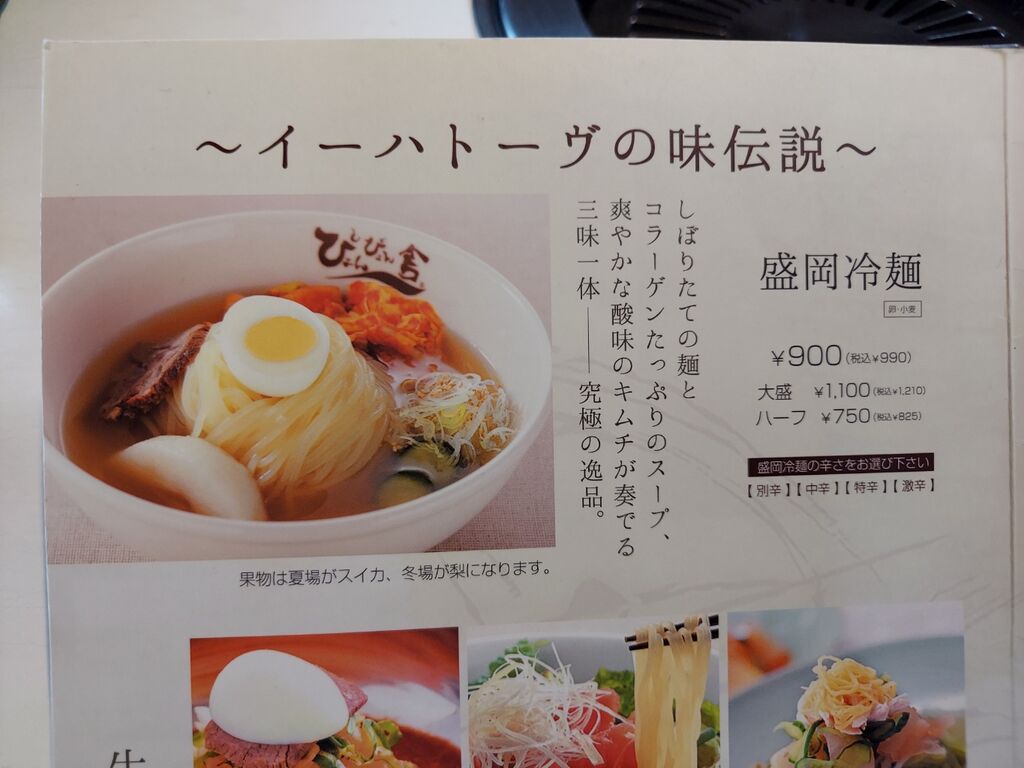 ～イーハトーヴの味伝説～
ぴょんぴょん舎
しぼりたての麺と
コラーゲンたっぷりのスープ、
爽やかな酸味のキムチが奏でる
三味一体――究極の逸品。
盛岡冷麺
卵・小麦
¥900(税込¥990)
大盛 ¥1,100(税込¥1,210)
ハーフ ¥750(税込¥825)
盛岡冷麺の辛さをお選び下さい
【別辛】【中辛】【特辛】【激辛】
果物は夏場がスイカ、冬場が梨になります。
牛